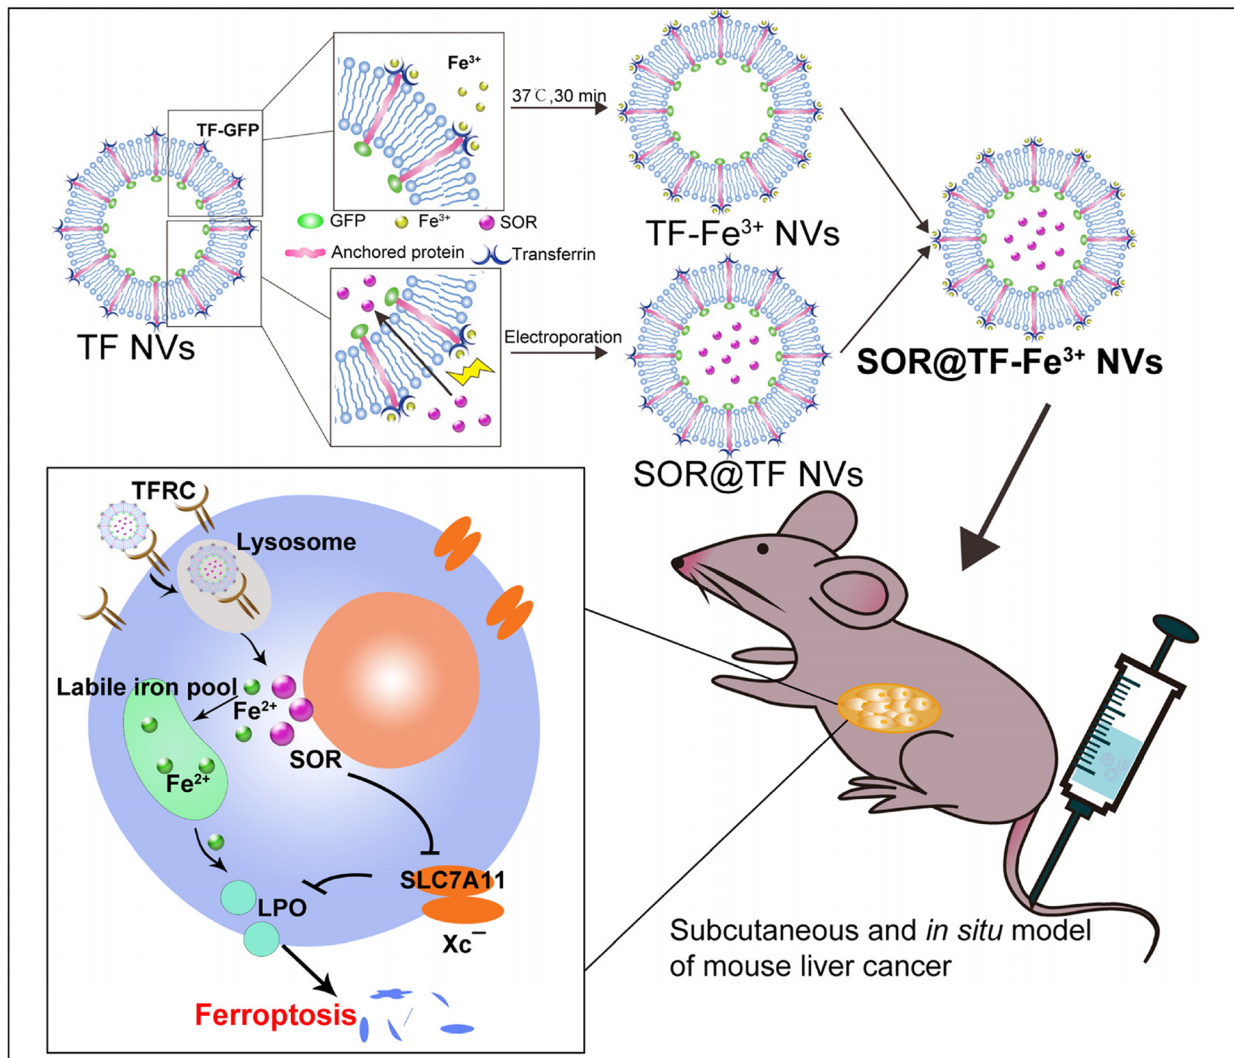 TF-GFP
Fe³⁺
37℃,30 min
TF NVs
GFP
Fe³⁺
SOR
Anchored protein
Transferrin
TF-Fe³⁺ NVs
Electroporation
SOR@TF NVs
SOR@TF-Fe³⁺ NVs
TFRC
Lysosome
Labile iron pool
Fe²⁺
SOR
Fe²⁺
SLC7A11
LPO
Xc⁻
Ferroptosis
Subcutaneous and in situ model
of mouse liver cancer